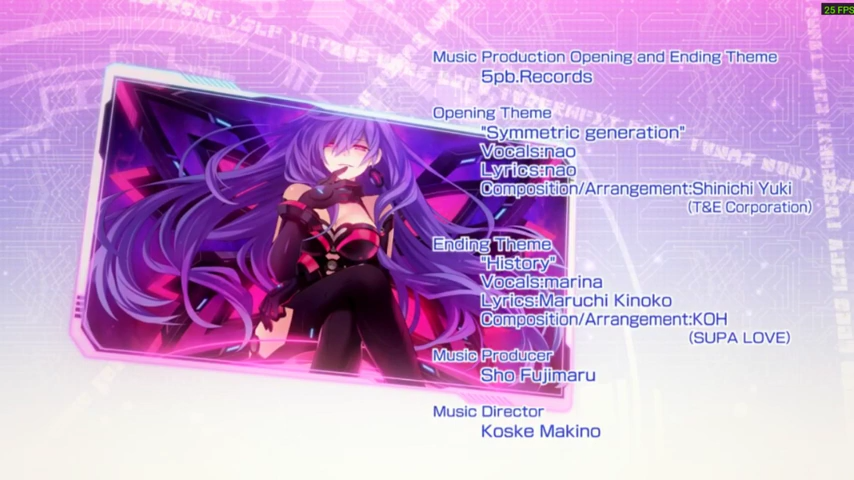 25 FPS
Music Production Opening and Ending Theme
5pb.Records
Opening Theme
"Symmetric generation"
Vocals:nao
Lyrics:nao
Composition/Arrangement:Shinichi Yuki
(T&E Corporation)
Ending Theme
"History"
Vocals:marina
Lyrics:Maruchi Kinoko
Composition/Arrangement:KOH
(SUPA LOVE)
Music Producer
Sho Fujimaru
Music Director
Koske Makino